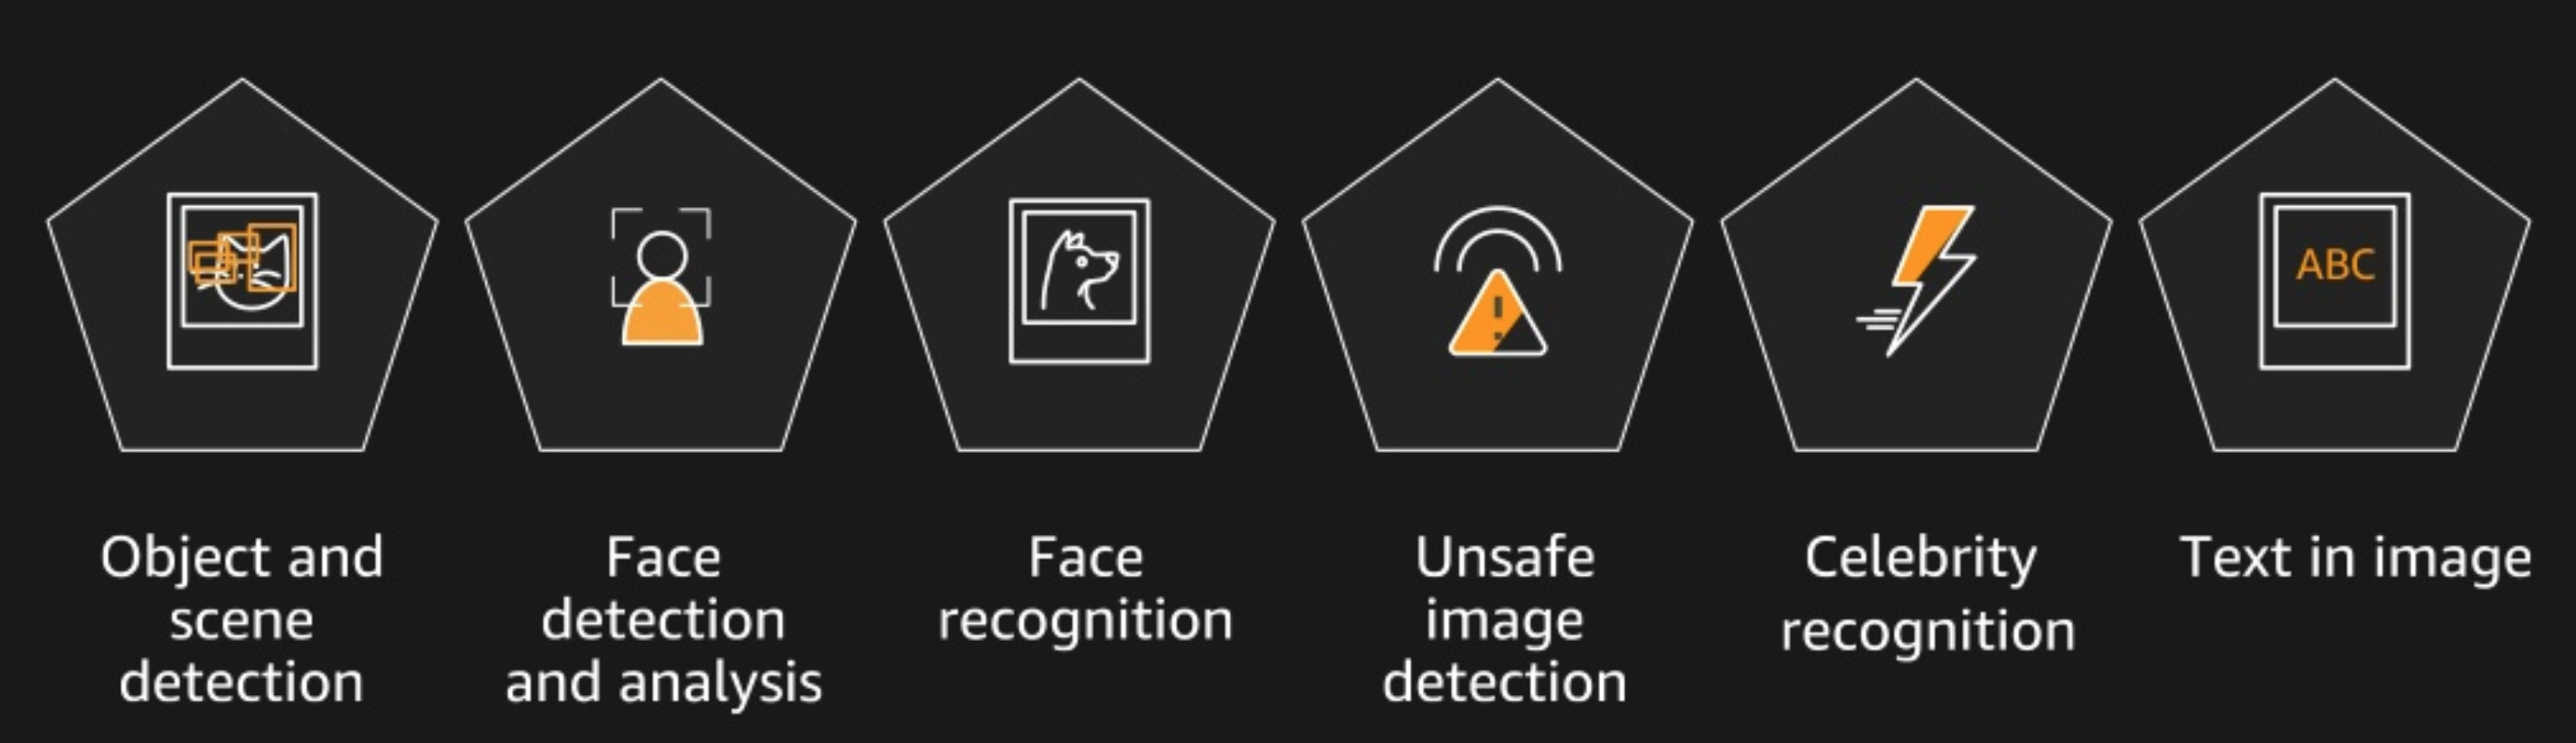 ABC
Object and
scene
detection
Face
detection
and analysis
Face
recognition
Unsafe
image
detection
Celebrity
recognition
Text in image